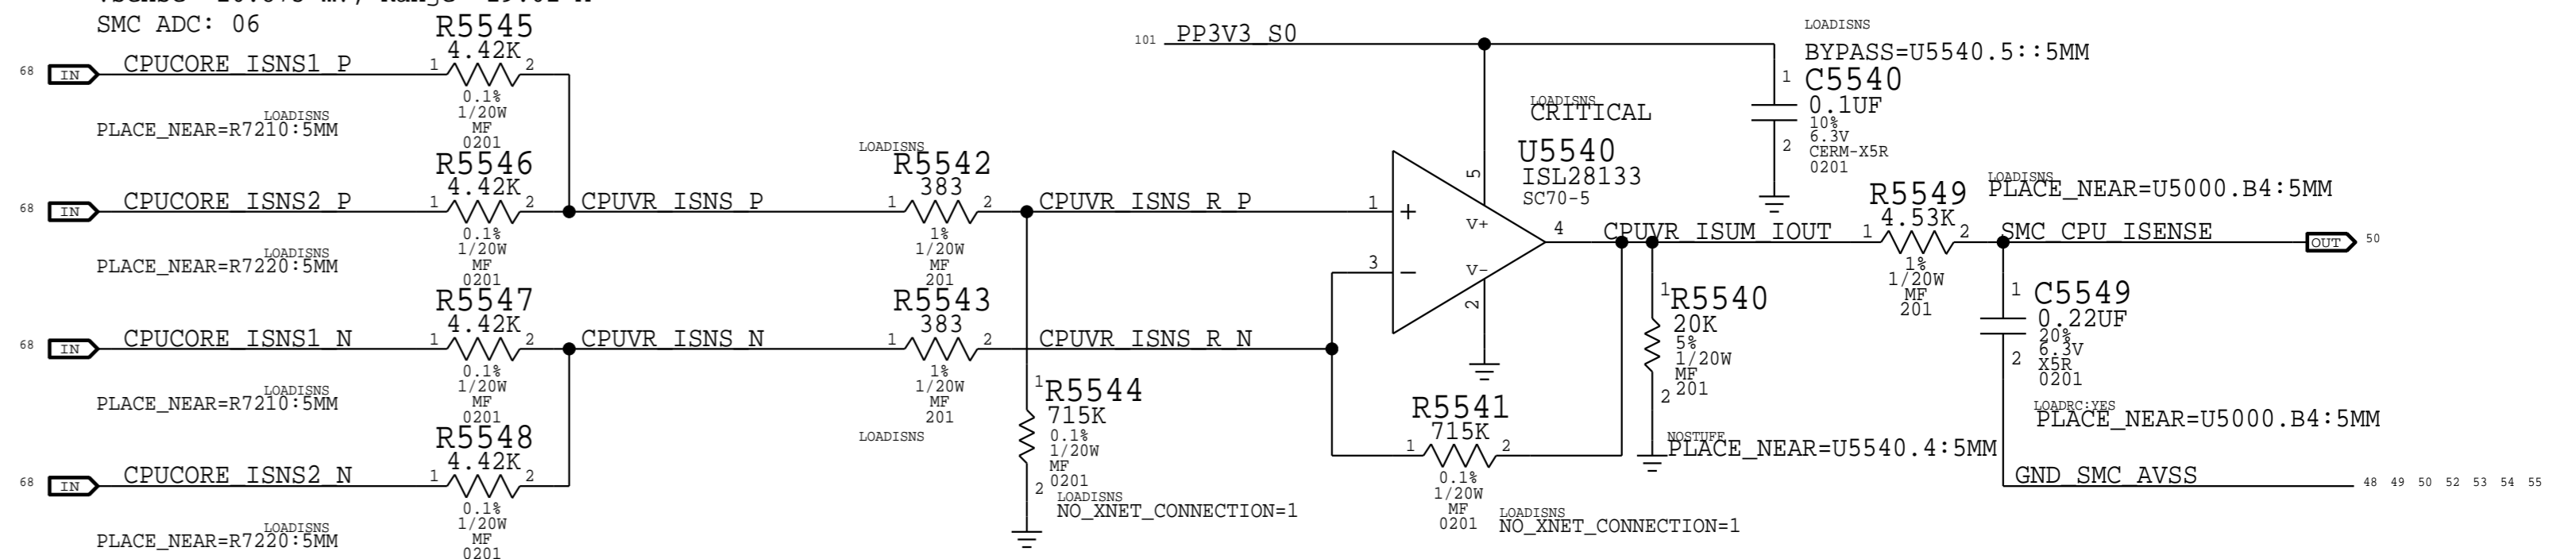 SMC ADC: 06
R5545
4.42K
68 IN CPUCORE_ISNS1_P 1 2
0.1%
1/20W
MF
0201
LOADISNS
PLACE_NEAR=R7210:5MM
R5546
4.42K
68 IN CPUCORE_ISNS2_P 1 2 CPUVR_ISNS_P
0.1%
1/20W
MF
0201
LOADISNS
PLACE_NEAR=R7220:5MM
R5547
4.42K
68 IN CPUCORE_ISNS1_N 1 2 CPUVR_ISNS_N
0.1%
1/20W
MF
0201
LOADISNS
PLACE_NEAR=R7210:5MM
R5548
4.42K
68 IN CPUCORE_ISNS2_N 1 2
0.1%
1/20W
MF
0201
LOADISNS
PLACE_NEAR=R7220:5MM
LOADISNS
R5542
383
1 2 CPUVR_ISNS_R_P 1
1%
1/20W
MF
201
R5543
383
1 2 CPUVR_ISNS_R_N 3
1%
1/20W
MF
201
LOADISNS
1
R5544
715K
0.1%
1/20W
MF
0201
2
LOADISNS
NO_XNET_CONNECTION=1
101 PP3V3_S0
LOADISNS
CRITICAL
U5540
ISL28133
SC70-5
5
V+
+
−
V-
2
4
CPUVR_ISUM_IOUT
R5541
715K
1 2
0.1%
1/20W
MF
0201
LOADISNS
NO_XNET_CONNECTION=1
1
R5540
20K
5%
1/20W
MF
201
2
NOSTUFF
PLACE_NEAR=U5540.4:5MM
LOADISNS
BYPASS=U5540.5::5MM
1
C5540
0.1UF
10%
6.3V
CERM-X5R
0201
2
R5549
4.53K
1 2
1%
1/20W
MF
201
LOADISNS
PLACE_NEAR=U5000.B4:5MM
SMC_CPU_ISENSE OUT 50
1
C5549
0.22UF
20%
6.3V
X5R
0201
2
LOADRC:YES
PLACE_NEAR=U5000.B4:5MM
GND_SMC_AVSS 48 49 50 52 53 54 55